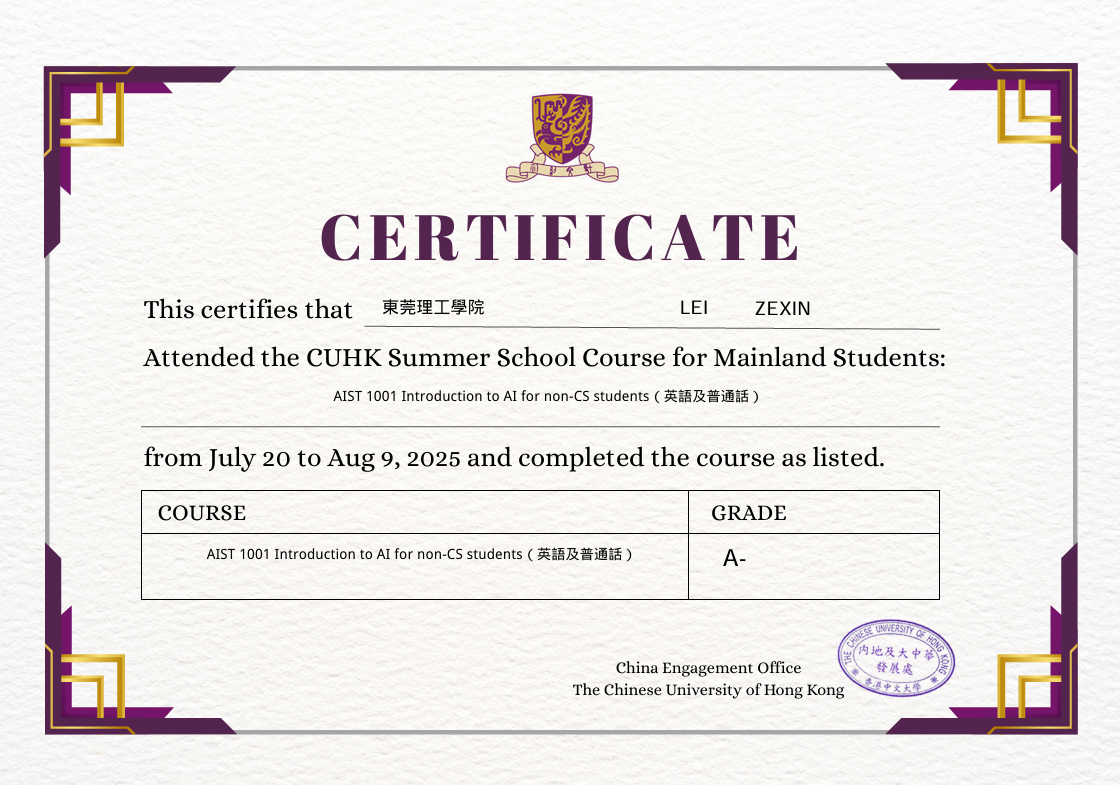 CERTIFICATE
This certifies that 東莞理工學院 LEI ZEXIN
Attended the CUHK Summer School Course for Mainland Students:
AIST 1001 Introduction to AI for non-CS students（英語及普通話）
from July 20 to Aug 9, 2025 and completed the course as listed.
COURSE GRADE
AIST 1001 Introduction to AI for non-CS students（英語及普通話） A-
China Engagement Office
The Chinese University of Hong Kong
THE CHINESE UNIVERSITY OF HONG KONG
內地及大中華
發展處
香港中文大學